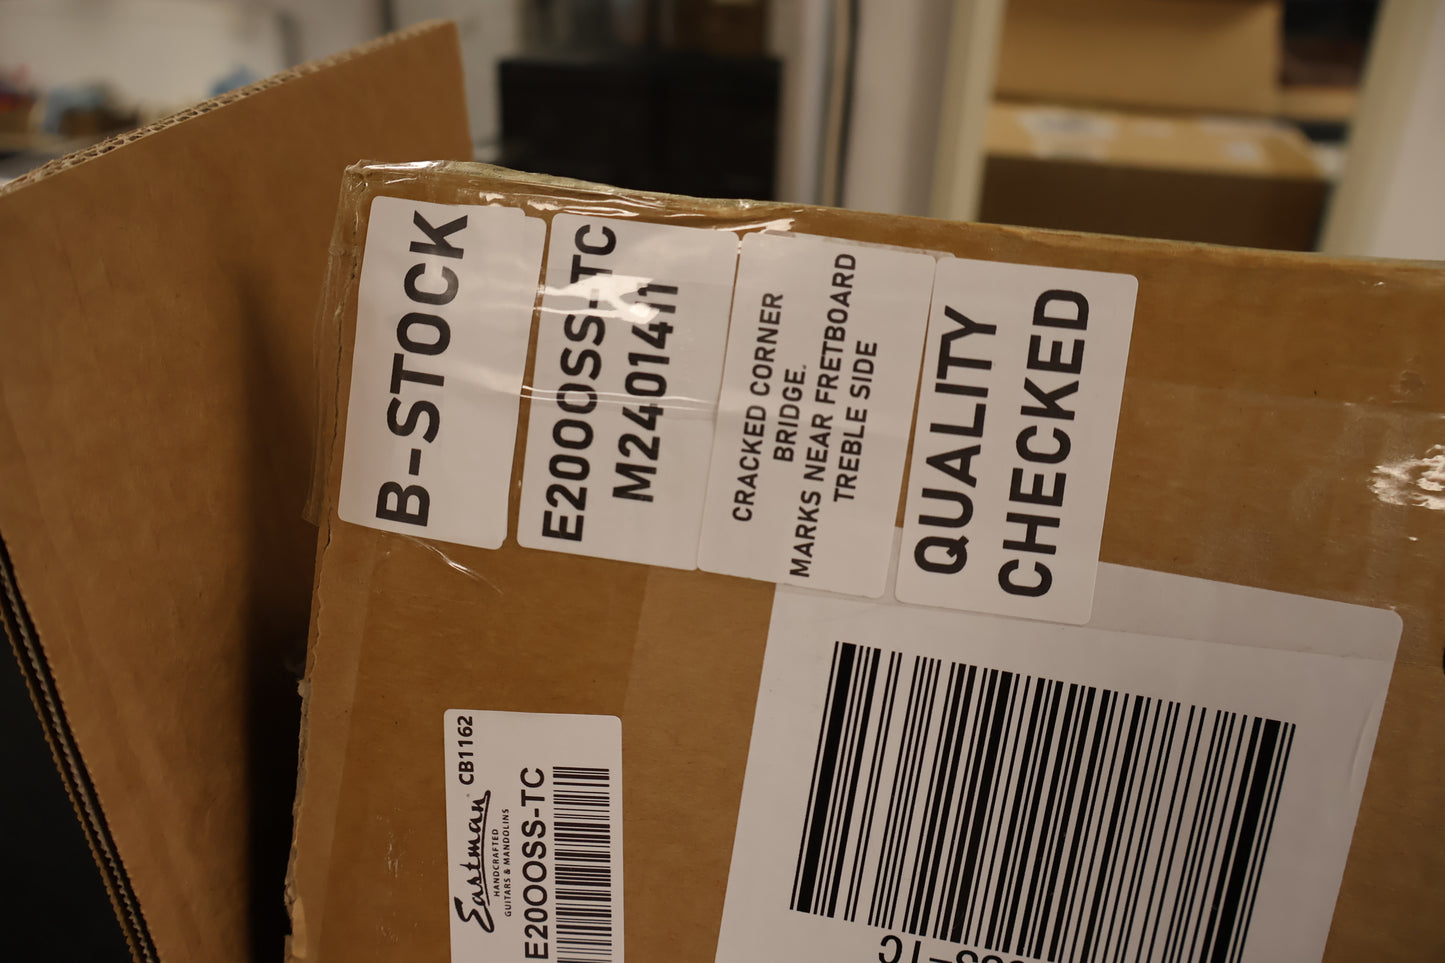 B-STOCK
E20OOSS-TC
M2401411
CRACKED CORNER
BRIDGE.
MARKS NEAR FRETBOARD
TREBLE SIDE
QUALITY
CHECKED
CB1162
Eastman
HANDCRAFTED
GUITARS & MANDOLINS
E20OOSS-TC
-TC